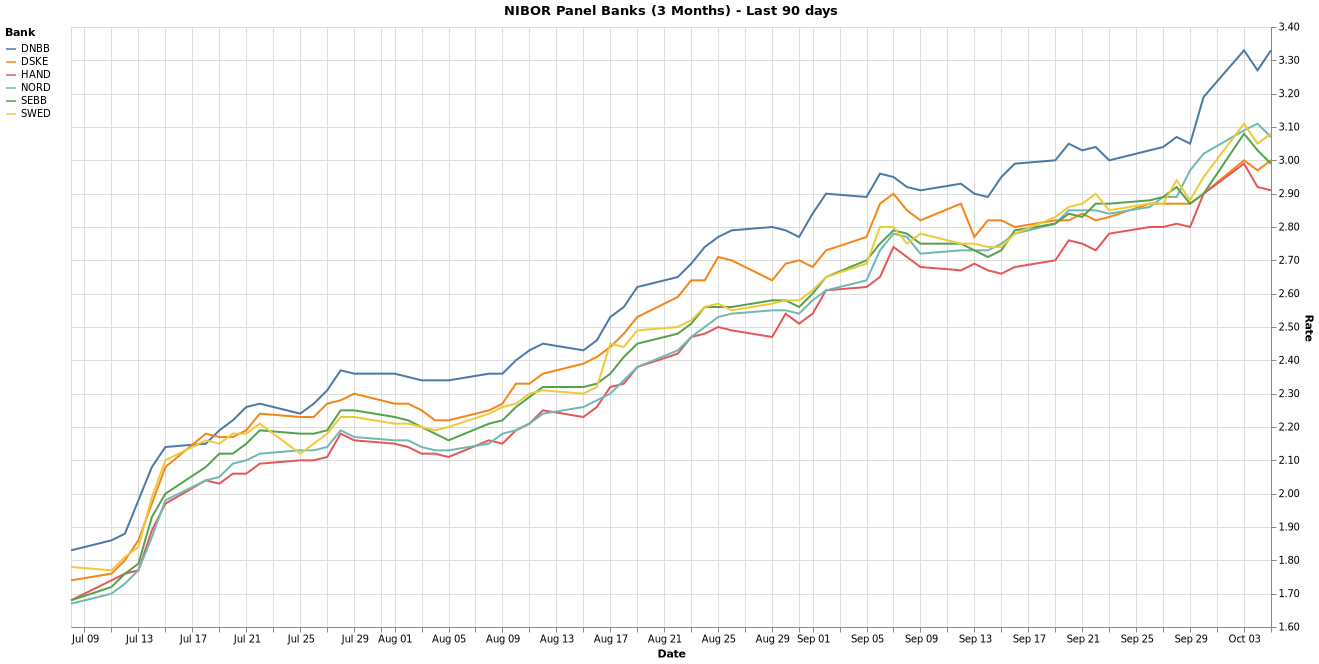 NIBOR Panel Banks (3 Months) - Last 90 days
Bank
DNBB
DSKE
HAND
NORD
SEBB
SWED
3.40
3.30
3.20
3.10
3.00
2.90
2.80
2.70
2.60
2.50
2.40
2.30
2.20
2.10
2.00
1.90
1.80
1.70
1.60
Rate
Jul 09 Jul 13 Jul 17 Jul 21 Jul 25 Jul 29 Aug 01 Aug 05 Aug 09 Aug 13 Aug 17 Aug 21 Aug 25 Aug 29 Sep 01 Sep 05 Sep 09 Sep 13 Sep 17 Sep 21 Sep 25 Sep 29 Oct 03
Date